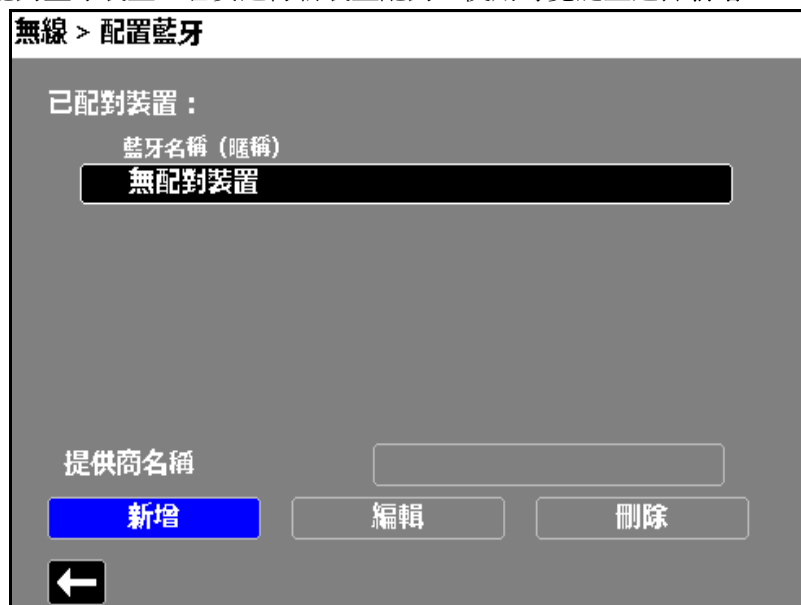 無線 > 配置藍牙
已配對裝置：
藍牙名稱（暱稱）
無配對裝置
提供商名稱
新增
編輯
刪除